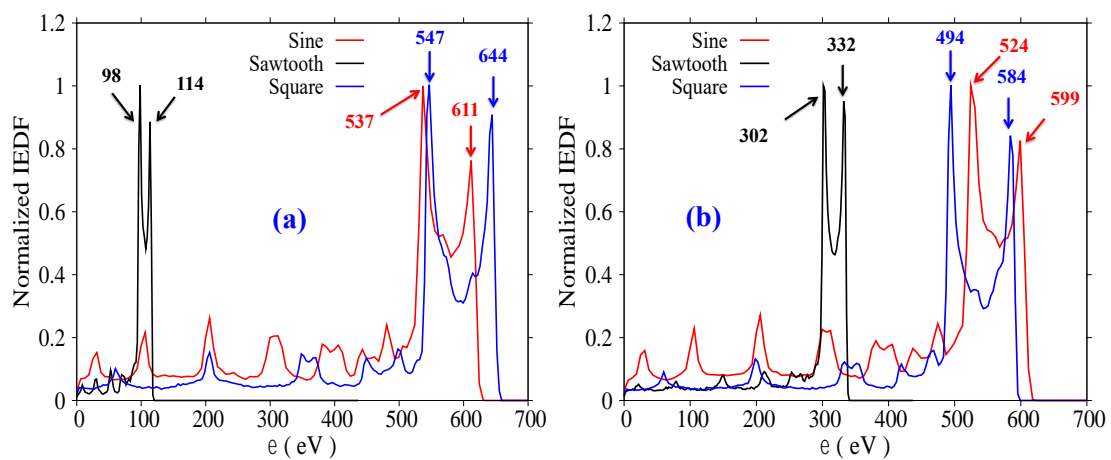 1.2
1
0.8
0.6
0.4
0.2
0
Normalized IEDF
0 100 200 300 400 500 600 700
e ( eV )
Sine
Sawtooth
Square
98
114
537
547
611
644
(a)
1.2
1
0.8
0.6
0.4
0.2
0
Normalized IEDF
0 100 200 300 400 500 600 700
e ( eV )
Sine
Sawtooth
Square
302
332
494
524
584
599
(b)